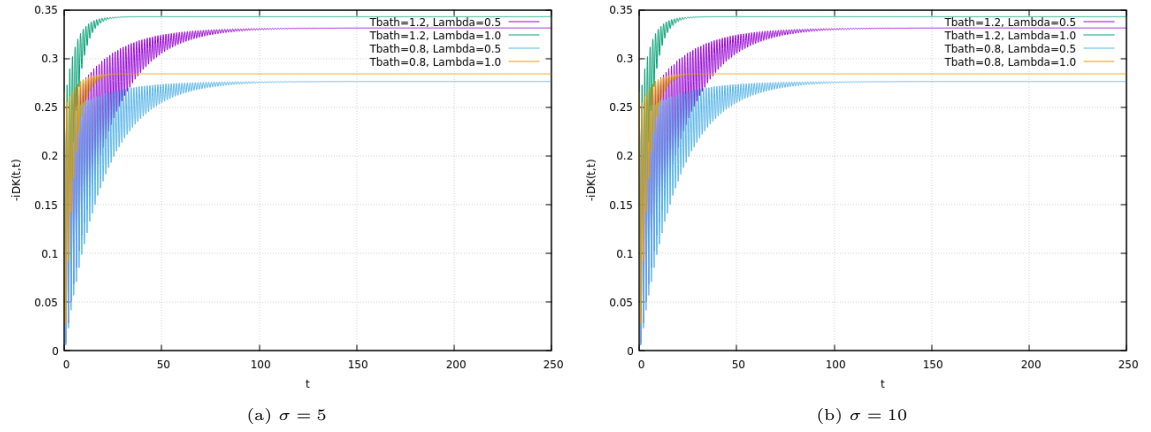 -iDK(t,t)
0.35
0.3
0.25
0.2
0.15
0.1
0.05
0
Tbath=1.2, Lambda=0.5
Tbath=1.2, Lambda=1.0
Tbath=0.8, Lambda=0.5
Tbath=0.8, Lambda=1.0
0 50 100 150 200 250
t
(a) σ = 5
-iDK(t,t)
0.35
0.3
0.25
0.2
0.15
0.1
0.05
0
Tbath=1.2, Lambda=0.5
Tbath=1.2, Lambda=1.0
Tbath=0.8, Lambda=0.5
Tbath=0.8, Lambda=1.0
0 50 100 150 200 250
t
(b) σ = 10